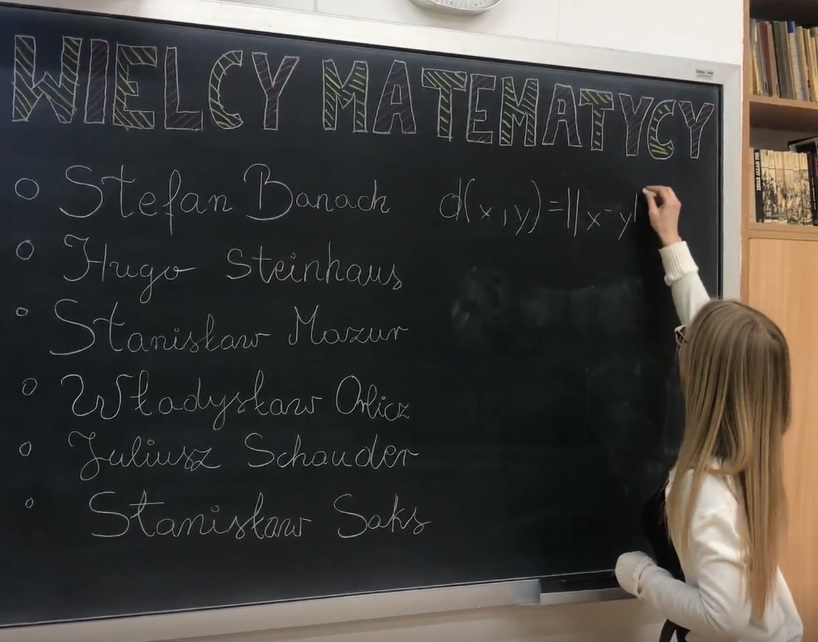 WIELCY MATEMATYCY
Stefan Banach d(x,y)=||x-y|
Hugo Steinhaus
Stanisław Mazur
Władysław Orlicz
Juliusz Schauder
Stanisław Saks